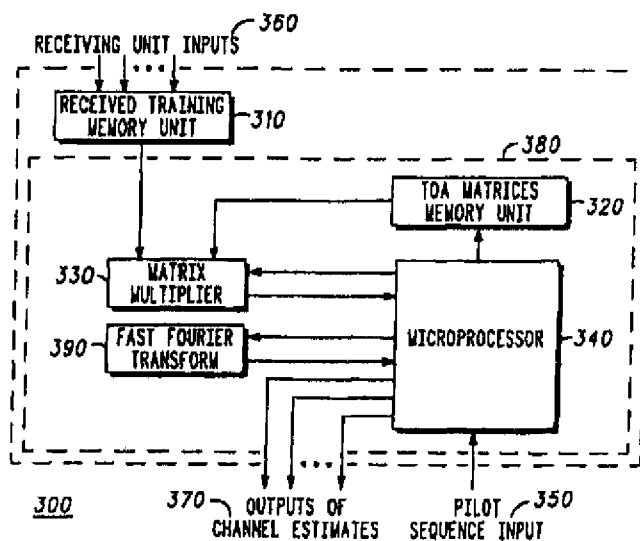 360
RECEIVING UNIT INPUTS
...
RECEIVED TRAINING
MEMORY UNIT
310
380
TOA MATRICES
MEMORY UNIT
320
330
MATRIX
MULTIPLIER
390
FAST FOURIER
TRANSFORM
MICROPROCESSOR
340
...
300
370
OUTPUTS OF
CHANNEL ESTIMATES
PILOT
SEQUENCE INPUT
350